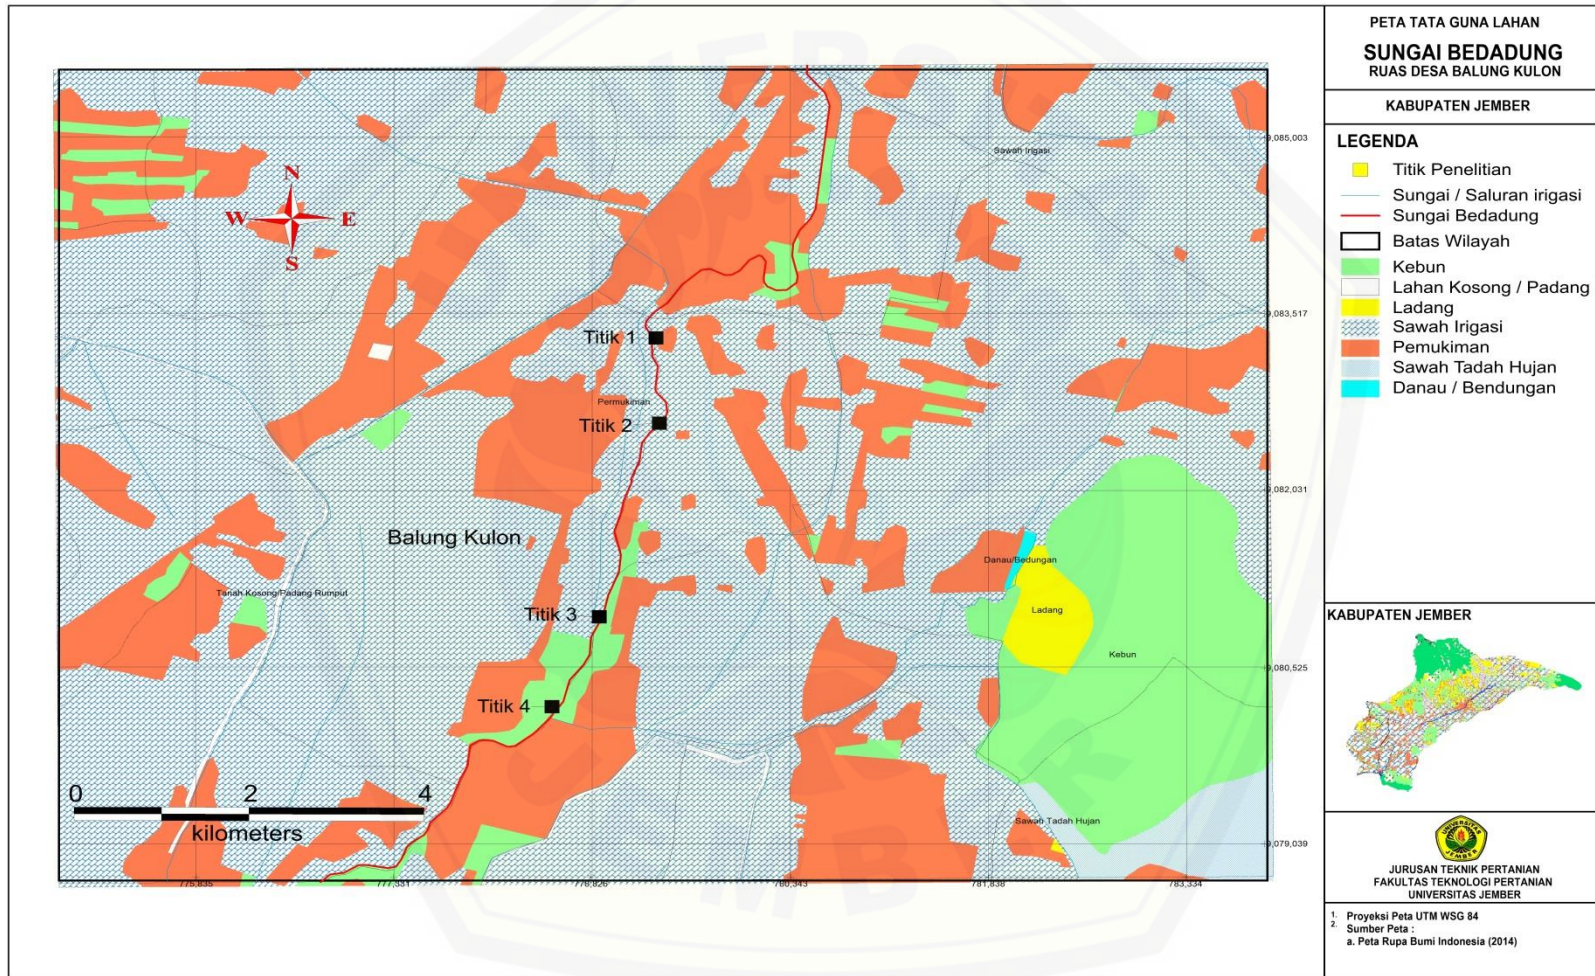 PETA TATA GUNA LAHAN
SUNGAI BEDADUNG
RUAS DESA BALUNG KULON
KABUPATEN JEMBER
LEGENDA
Titik Penelitian
Sungai / Saluran irigasi
Sungai Bedadung
Batas Wilayah
Kebun
Lahan Kosong / Padang
Ladang
Sawah Irigasi
Pemukiman
Sawah Tadah Hujan
Danau / Bendungan
KABUPATEN JEMBER
UNIVERSITAS
JEMBER
JURUSAN TEKNIK PERTANIAN
FAKULTAS TEKNOLOGI PERTANIAN
UNIVERSITAS JEMBER
1. Proyeksi Peta UTM WSG 84
2. Sumber Peta :
a. Peta Rupa Bumi Indonesia (2014)
N
W E
S
Sawah Irigasi
9,085,003
9,083,517
Titik 1
Permukiman
Titik 2
9,082,031
Balung Kulon
Danau/Bedungan
Tanah Kosong/Padang Rumput
Titik 3
Ladang
Kebun
9,080,525
Titik 4
0 2 4
kilometers
Sawah Tadah Hujan
9,079,039
775,835 777,331 778,826 780,343 781,838 783,334